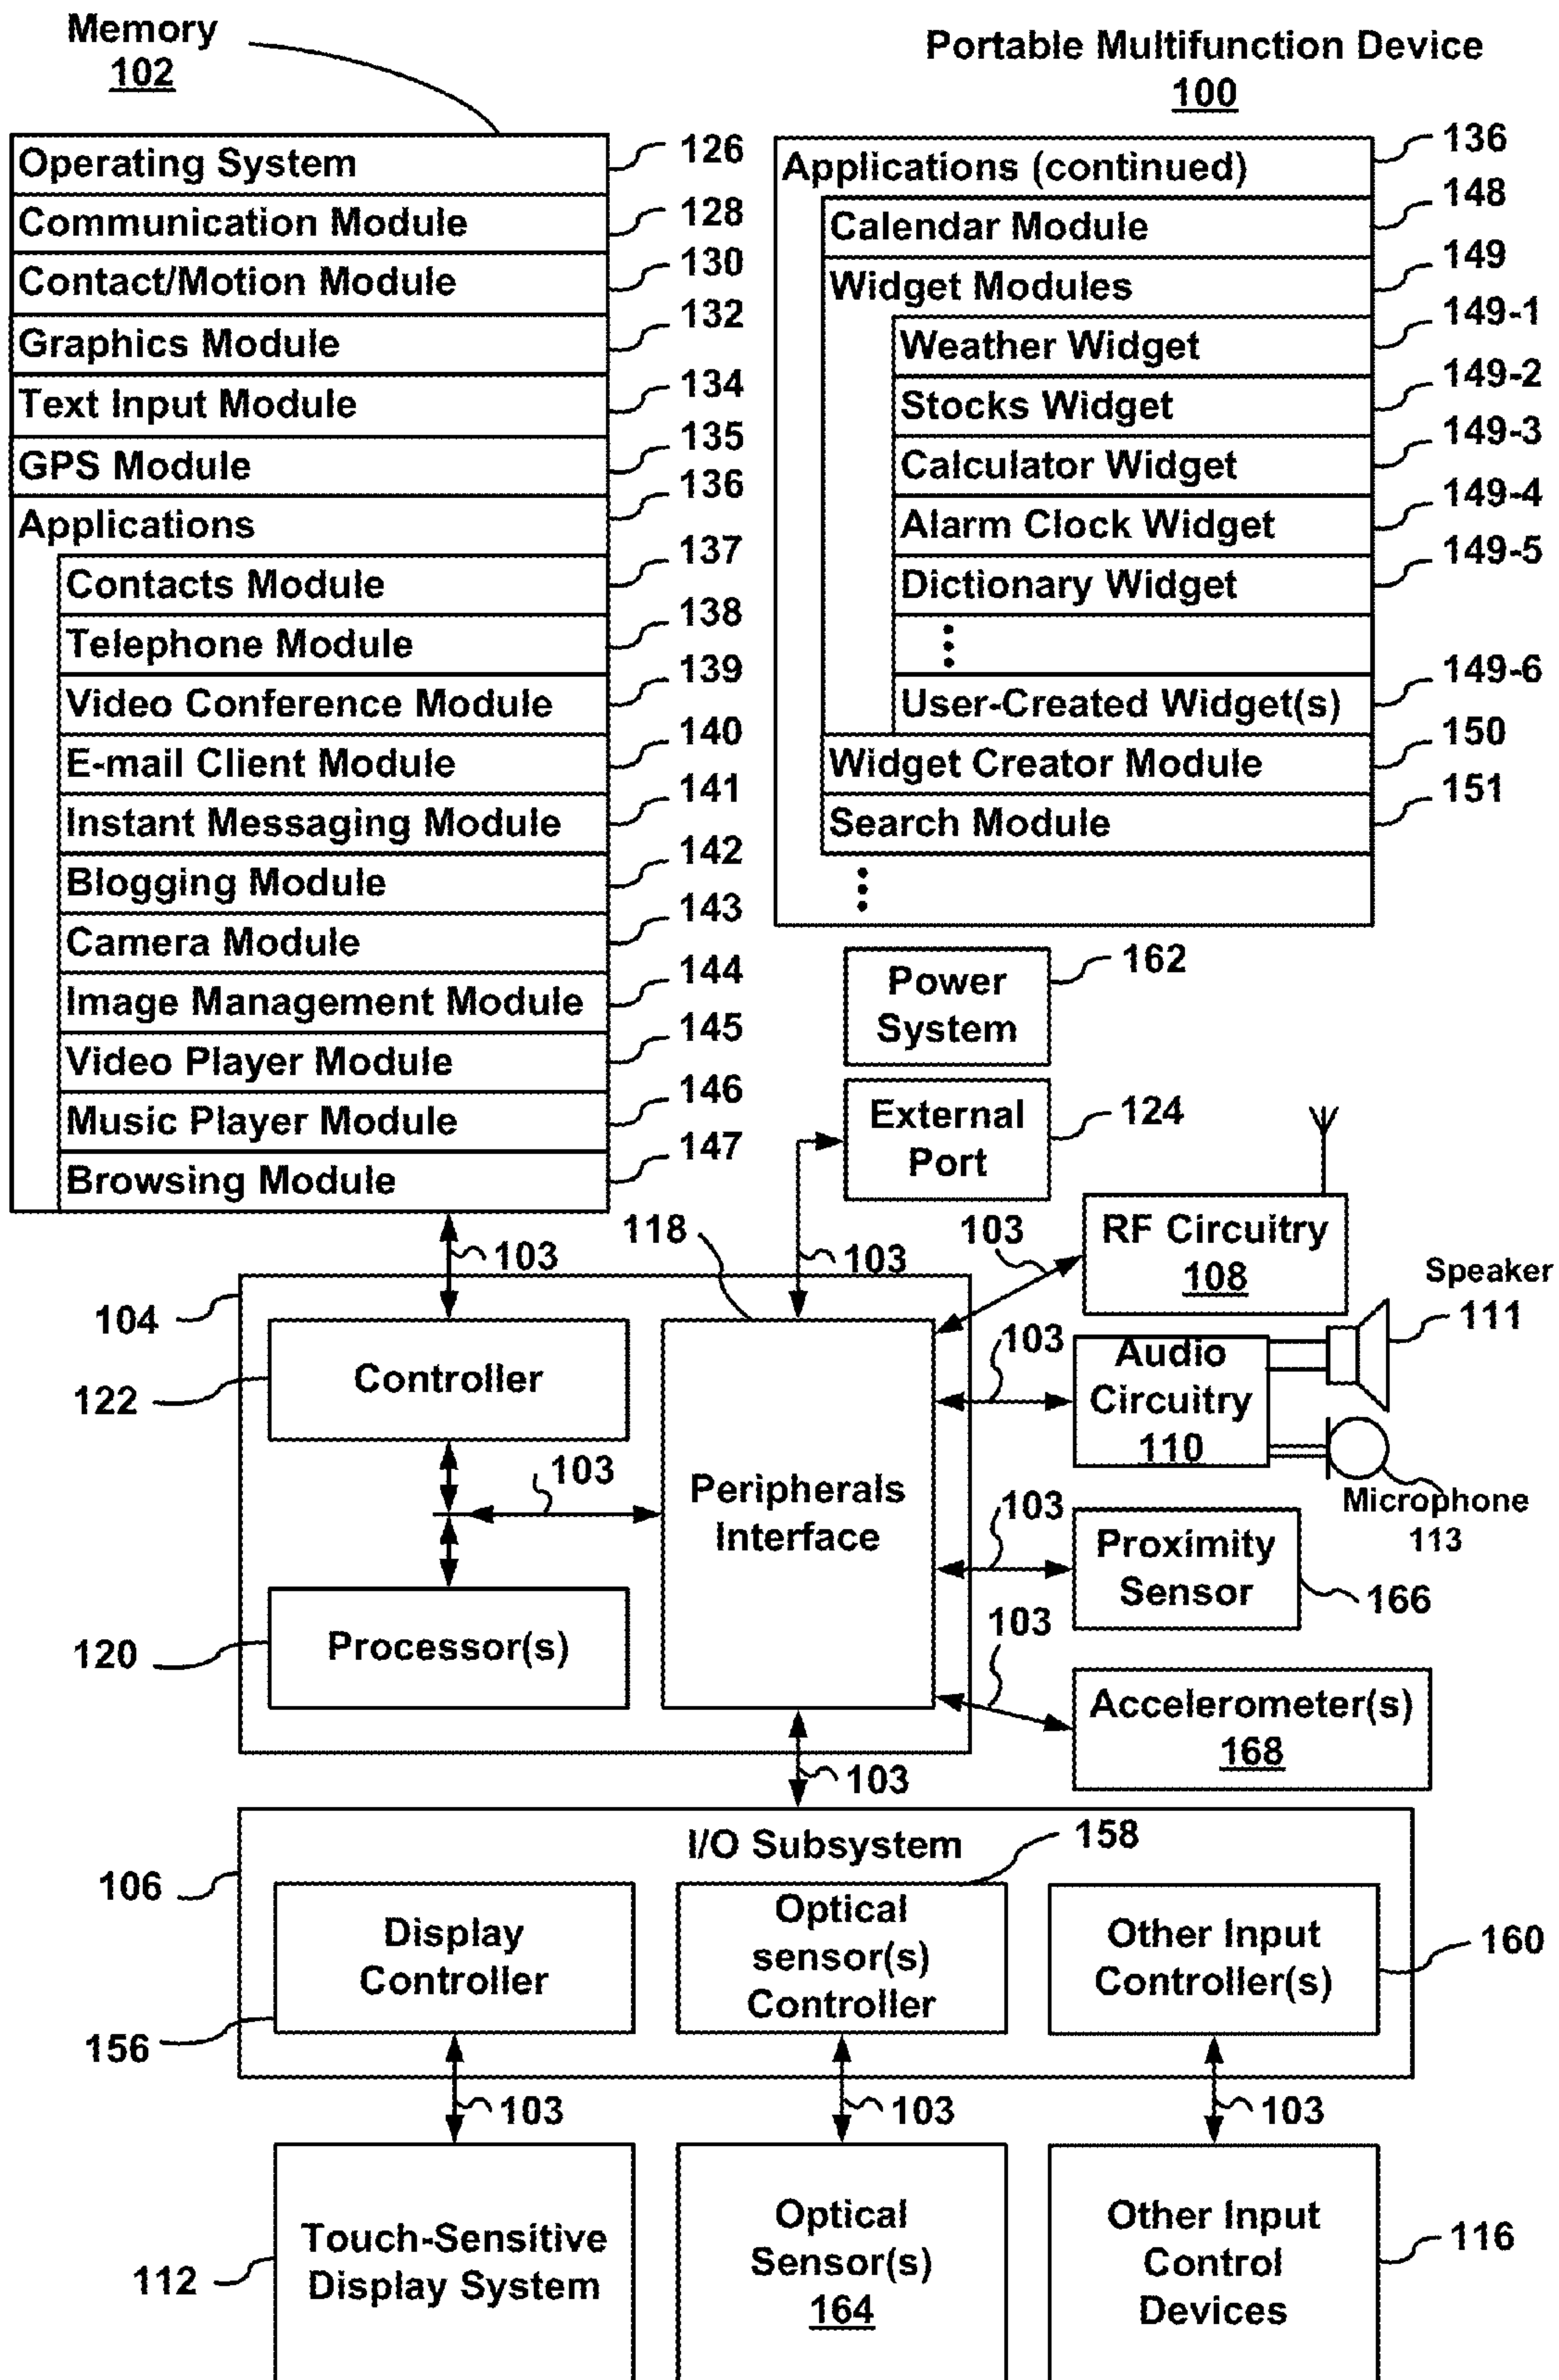 Memory
102
Portable Multifunction Device
100
Operating System
126
Communication Module
128
Contact/Motion Module
130
Graphics Module
132
Text Input Module
134
GPS Module
135
Applications
136
Contacts Module
137
Telephone Module
138
Video Conference Module
139
E-mail Client Module
140
Instant Messaging Module
141
Blogging Module
142
Camera Module
143
Image Management Module
144
Video Player Module
145
Music Player Module
146
Browsing Module
147
Applications (continued)
136
Calendar Module
148
Widget Modules
149
Weather Widget
149-1
Stocks Widget
149-2
Calculator Widget
149-3
Alarm Clock Widget
149-4
Dictionary Widget
149-5
User-Created Widget(s)
149-6
Widget Creator Module
150
Search Module
151
Power
System
162
External
Port
124
RF Circuitry
108
103
118
103
103
Speaker
111
104
Controller
122
103
Audio
Circuitry
110
103
Peripherals
Interface
Microphone
113
103
Proximity
Sensor
166
Processor(s)
120
103
Accelerometer(s)
168
103
I/O Subsystem
158
106
Display
Controller
156
Optical
sensor(s)
Controller
Other Input
Controller(s)
160
103
103
103
Touch-Sensitive
Display System
112
Optical
Sensor(s)
164
Other Input
Control
Devices
116